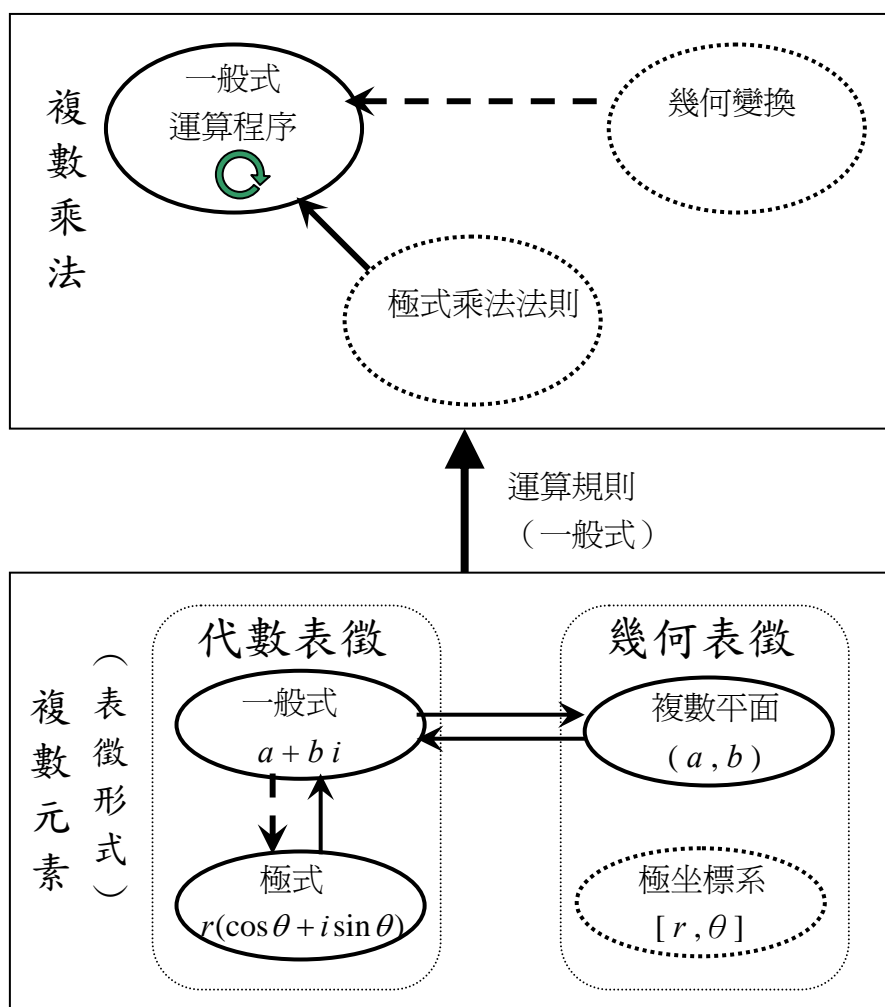 複數乘法
一般式
運算程序
幾何變換
極式乘法法則
運算規則
（一般式）
複數元素
（表徵形式）
代數表徵
幾何表徵
一般式
a + b i
複數平面
( a , b )
極式
r(cos θ + i sin θ)
極坐標系
[ r , θ ]